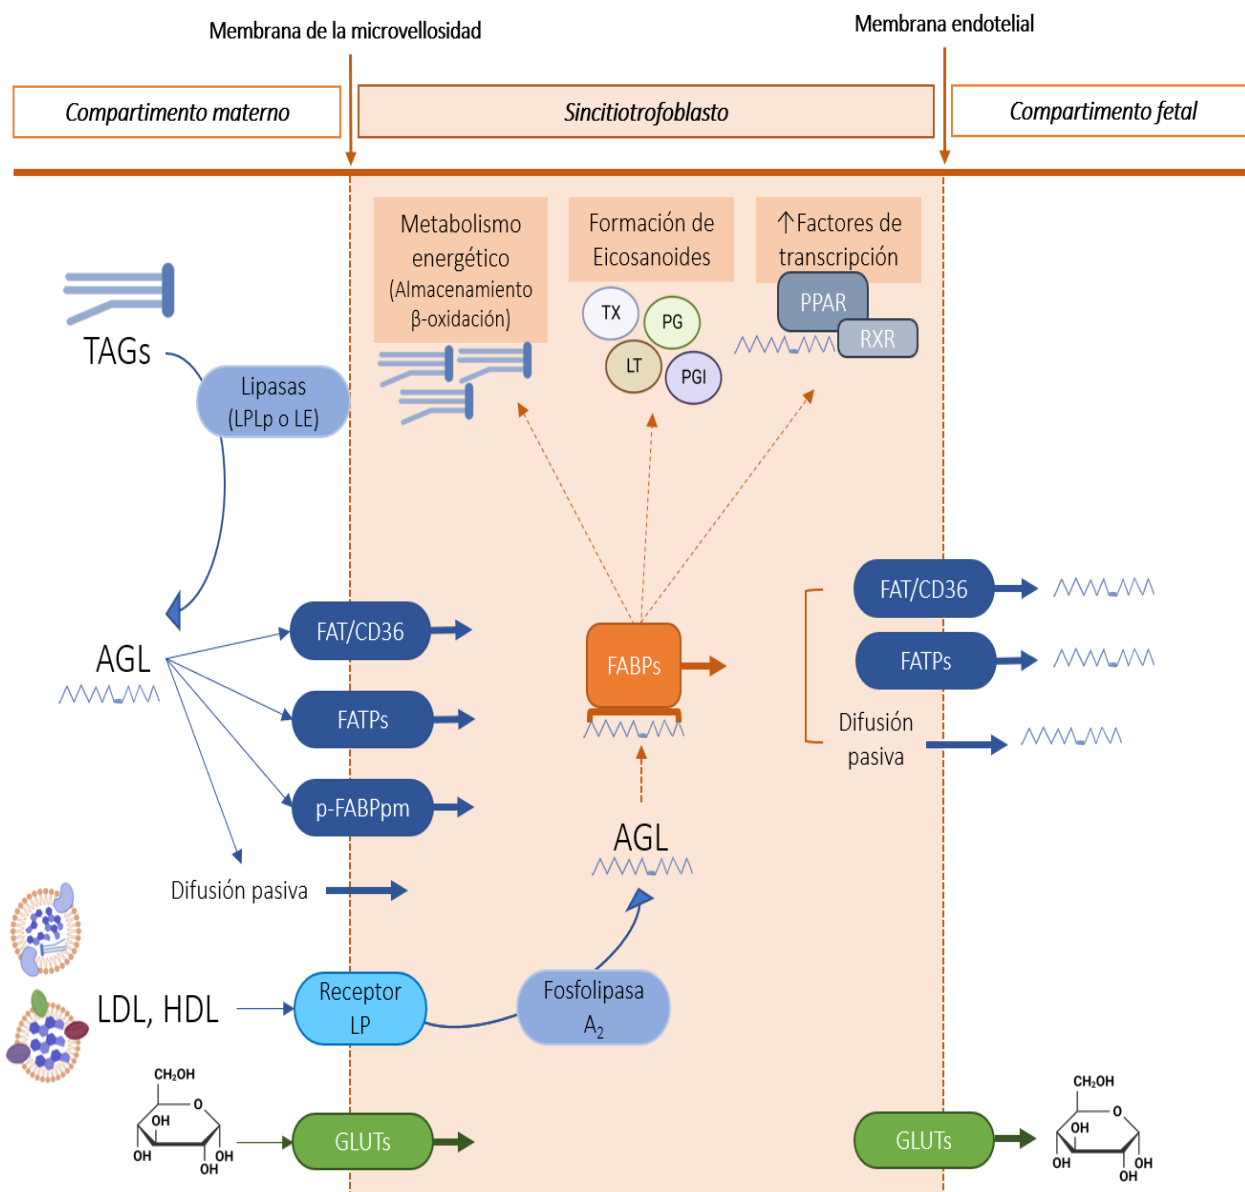 Membrana de la microvellosidad
Membrana endotelial
Compartimento materno
Sincitiotrofoblasto
Compartimento fetal
Metabolismo
energético
(Almacenamiento
β-oxidación)
Formación de
Eicosanoides
↑Factores de
transcripción
TX
PG
LT
PGI
PPAR
RXR
TAGs
Lipasas
(LPLp o LE)
AGL
FAT/CD36
FATPs
p-FABPpm
Difusión pasiva
FABPs
AGL
FAT/CD36
FATPs
Difusión
pasiva
LDL, HDL
Receptor
LP
Fosfolipasa
A₂
CH₂OH
O
OH
OH
OH
OH
GLUTs
GLUTs
CH₂OH
O
OH
OH
OH
OH